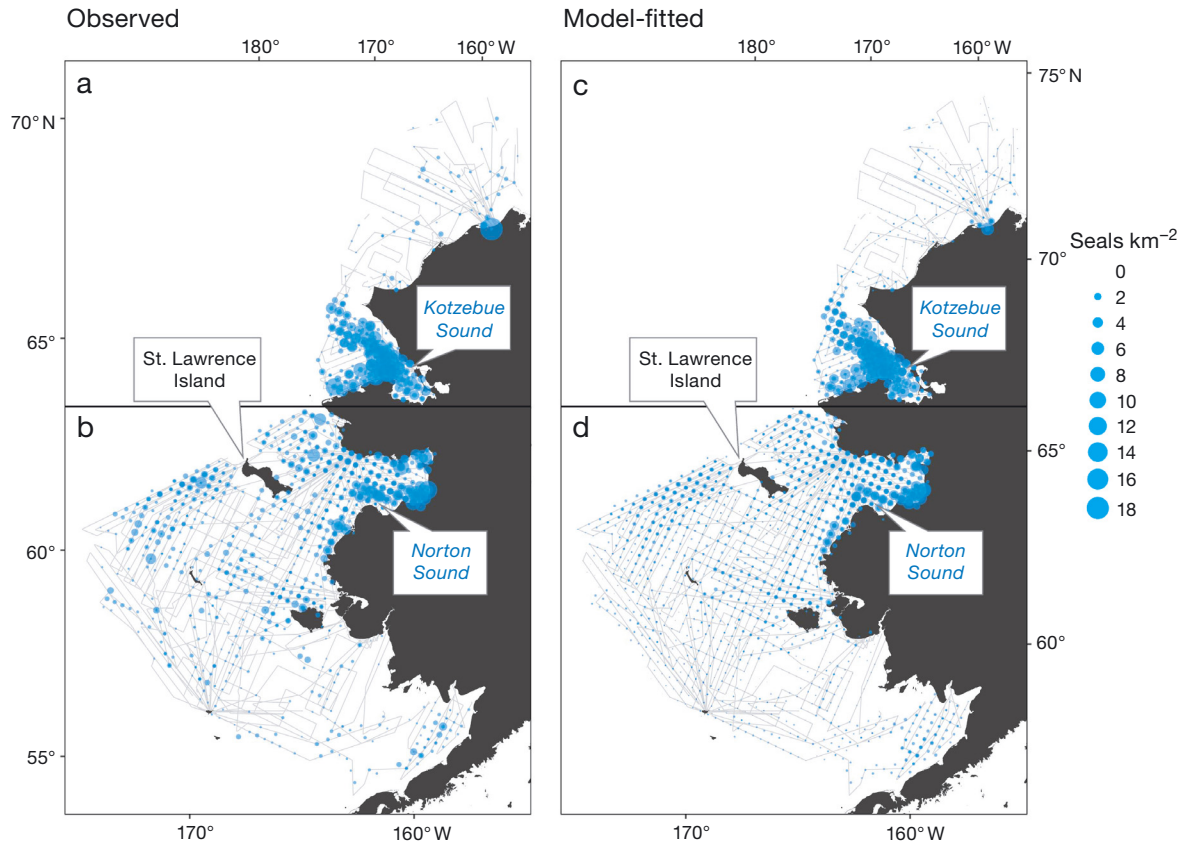 Observed
Model-fitted
180°
170°
160° W
180°
170°
160° W
a
c
75° N
70° N
70°
Seals km⁻²
0
2
4
6
8
10
12
14
16
18
Kotzebue
Sound
Kotzebue
Sound
65°
St. Lawrence
Island
St. Lawrence
Island
b
d
65°
60°
Norton
Sound
Norton
Sound
60°
55°
170°
160° W
170°
160° W